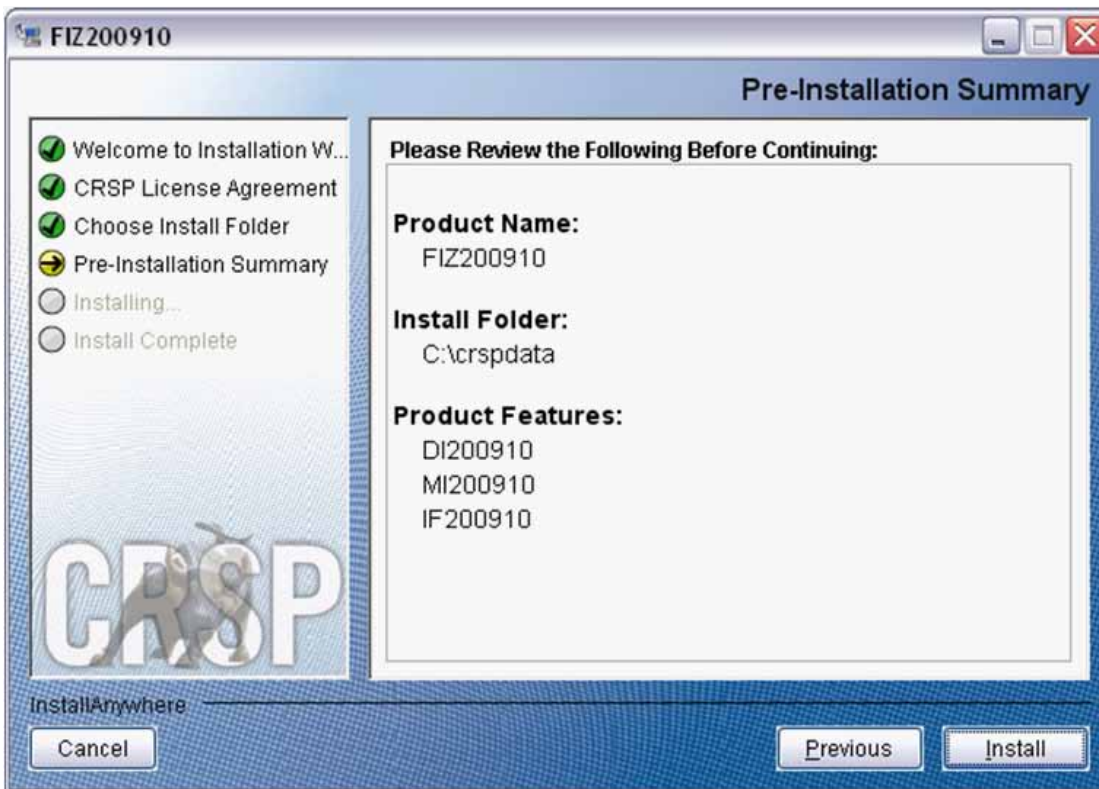 FIZ200910
Pre-Installation Summary
Welcome to Installation W...
CRSP License Agreement
Choose Install Folder
Pre-Installation Summary
Installing...
Install Complete
CRSP
Please Review the Following Before Continuing:
Product Name:
FIZ200910
Install Folder:
C:\crspdata
Product Features:
DI200910
MI200910
IF200910
InstallAnywhere
Cancel
Previous
Install